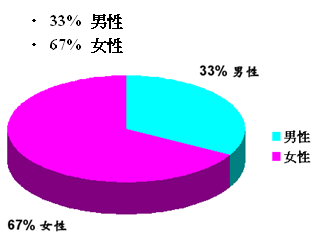 • 33% 男性
• 67% 女性
33% 男性
男性
女性
67% 女性